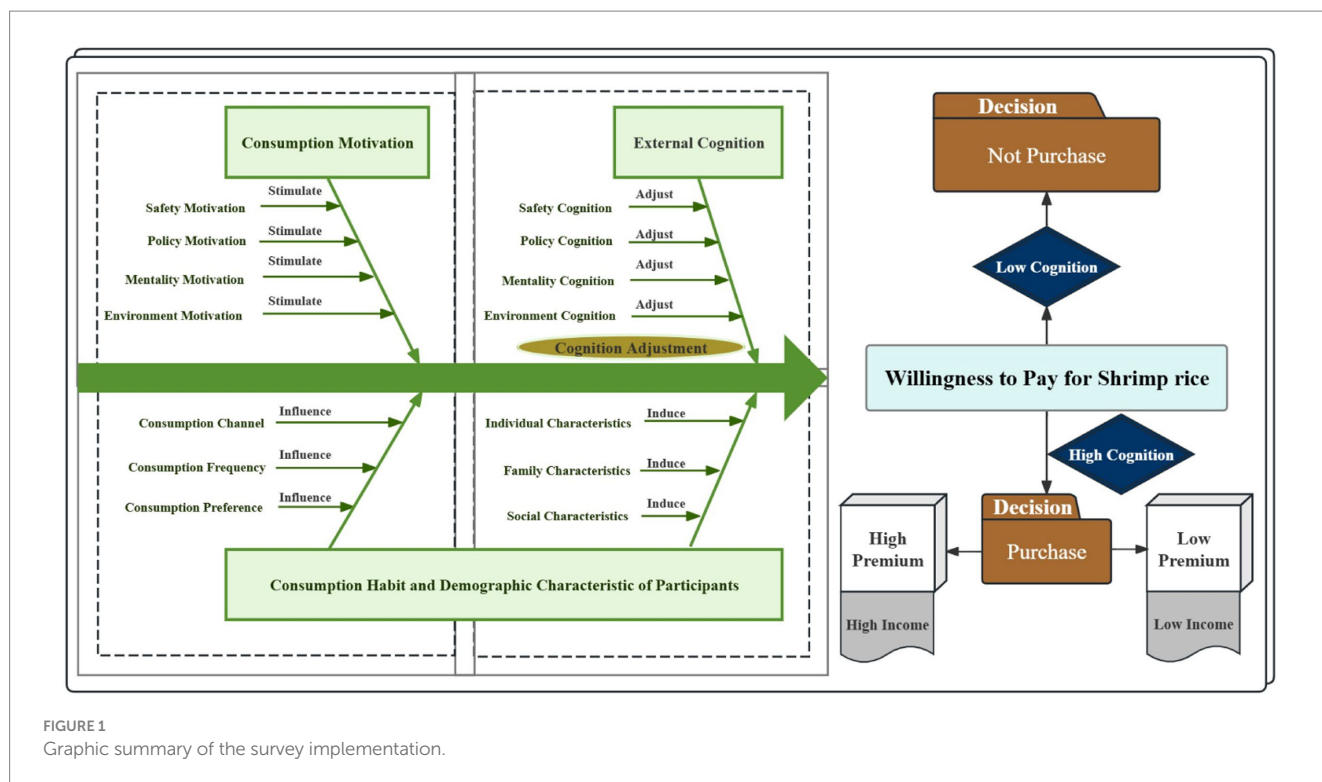 Consumption Motivation
Stimulate
Safety Motivation
Stimulate
Policy Motivation
Stimulate
Mentality Motivation
Stimulate
Environment Motivation
External Cognition
Adjust
Safety Cognition
Adjust
Policy Cognition
Adjust
Mentality Cognition
Adjust
Environment Cognition
Cognition Adjustment
Influence
Consumption Channel
Influence
Consumption Frequency
Influence
Consumption Preference
Induce
Individual Characteristics
Induce
Family Characteristics
Induce
Social Characteristics
Consumption Habit and Demographic Characteristic of Participants
Decision
Not Purchase
Low Cognition
Willingness to Pay for Shrimp rice
High Cognition
Decision
Purchase
High
Premium
High Income
Low
Premium
Low Income
FIGURE 1
Graphic summary of the survey implementation.